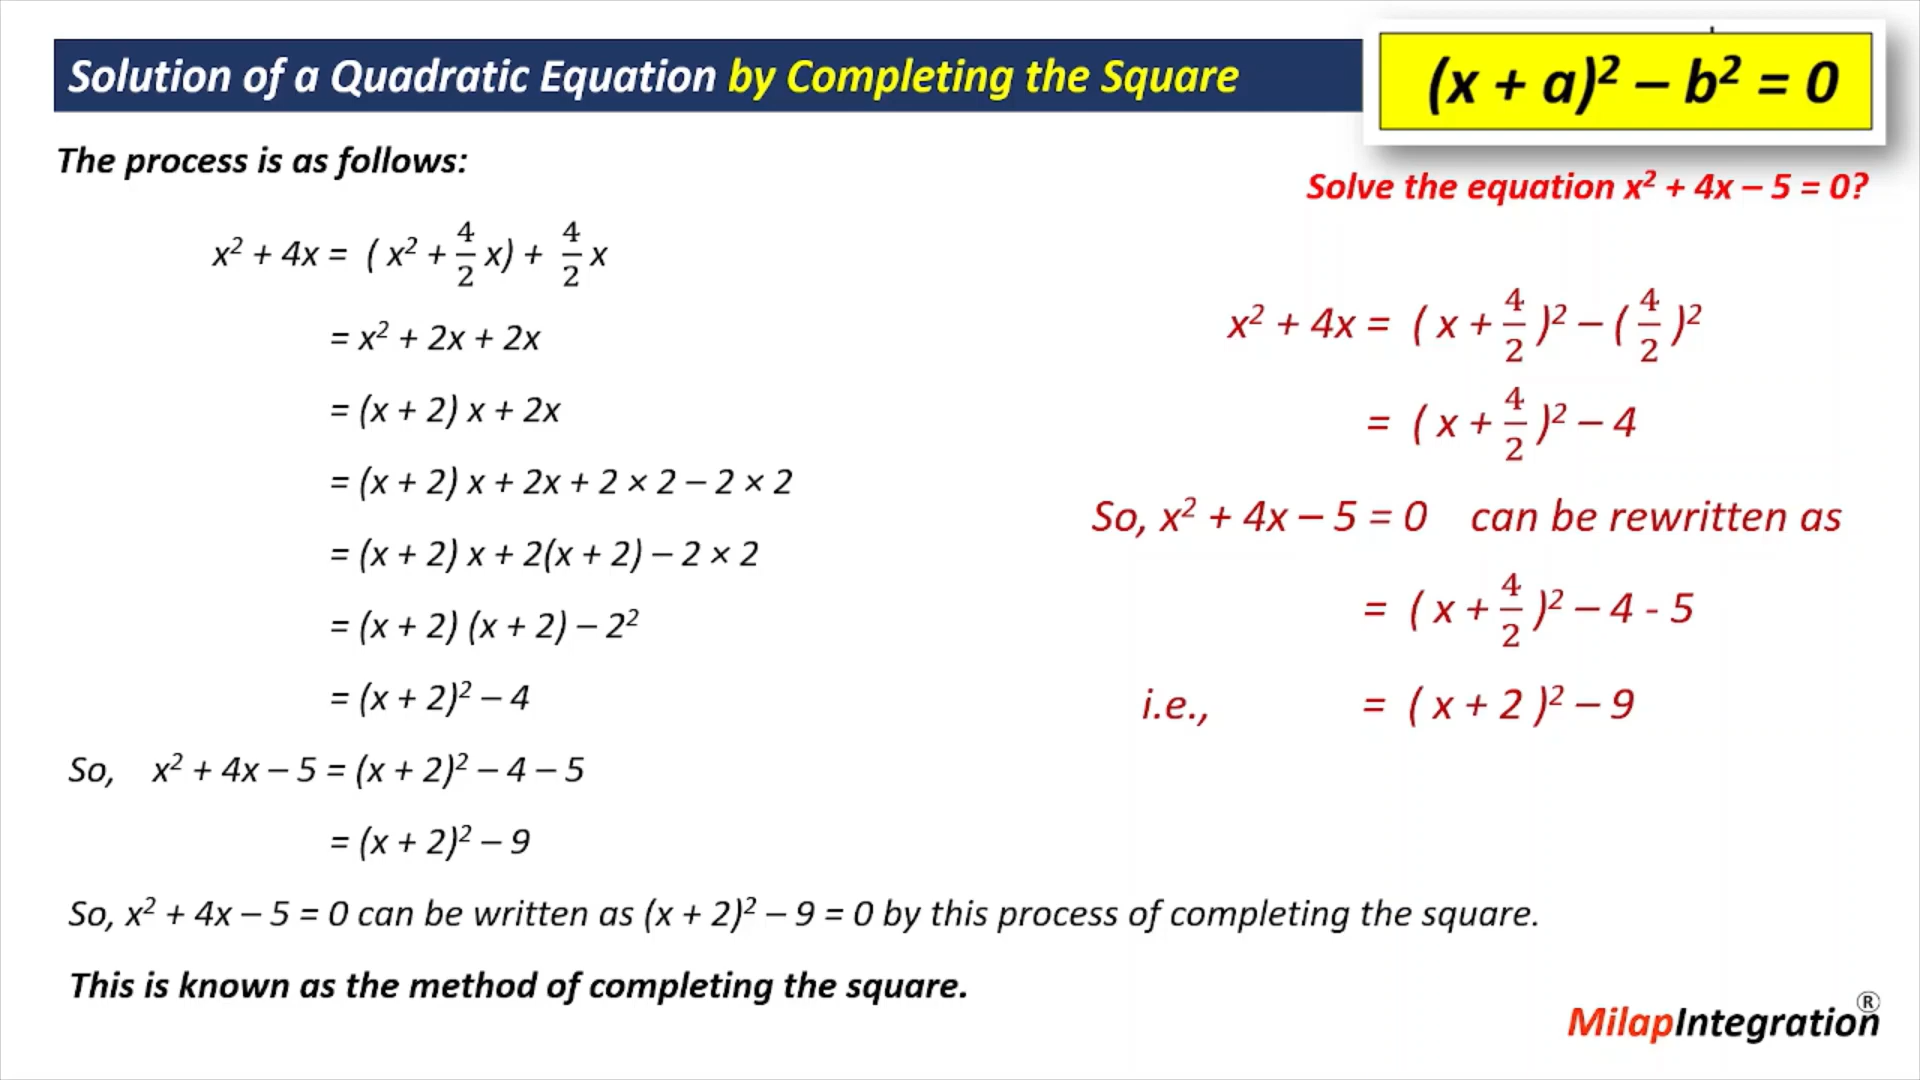 Solution of a Quadratic Equation by Completing the Square
(x + a)² – b² = 0
The process is as follows:
x² + 4x = ( x² + 4/2 x) + 4/2 x
= x² + 2x + 2x
= (x + 2) x + 2x
= (x + 2) x + 2x + 2 × 2 – 2 × 2
= (x + 2) x + 2(x + 2) – 2 × 2
= (x + 2) (x + 2) – 2²
= (x + 2)² – 4
So, x² + 4x – 5 = (x + 2)² – 4 – 5
= (x + 2)² – 9
Solve the equation x² + 4x – 5 = 0?
x² + 4x = ( x + 4/2 )² – ( 4/2 )²
= ( x + 4/2 )² – 4
So, x² + 4x – 5 = 0 can be rewritten as
= ( x + 4/2 )² – 4 - 5
i.e., = ( x + 2 )² – 9
So, x² + 4x – 5 = 0 can be written as (x + 2)² – 9 = 0 by this process of completing the square.
This is known as the method of completing the square.
MilapIntegration®